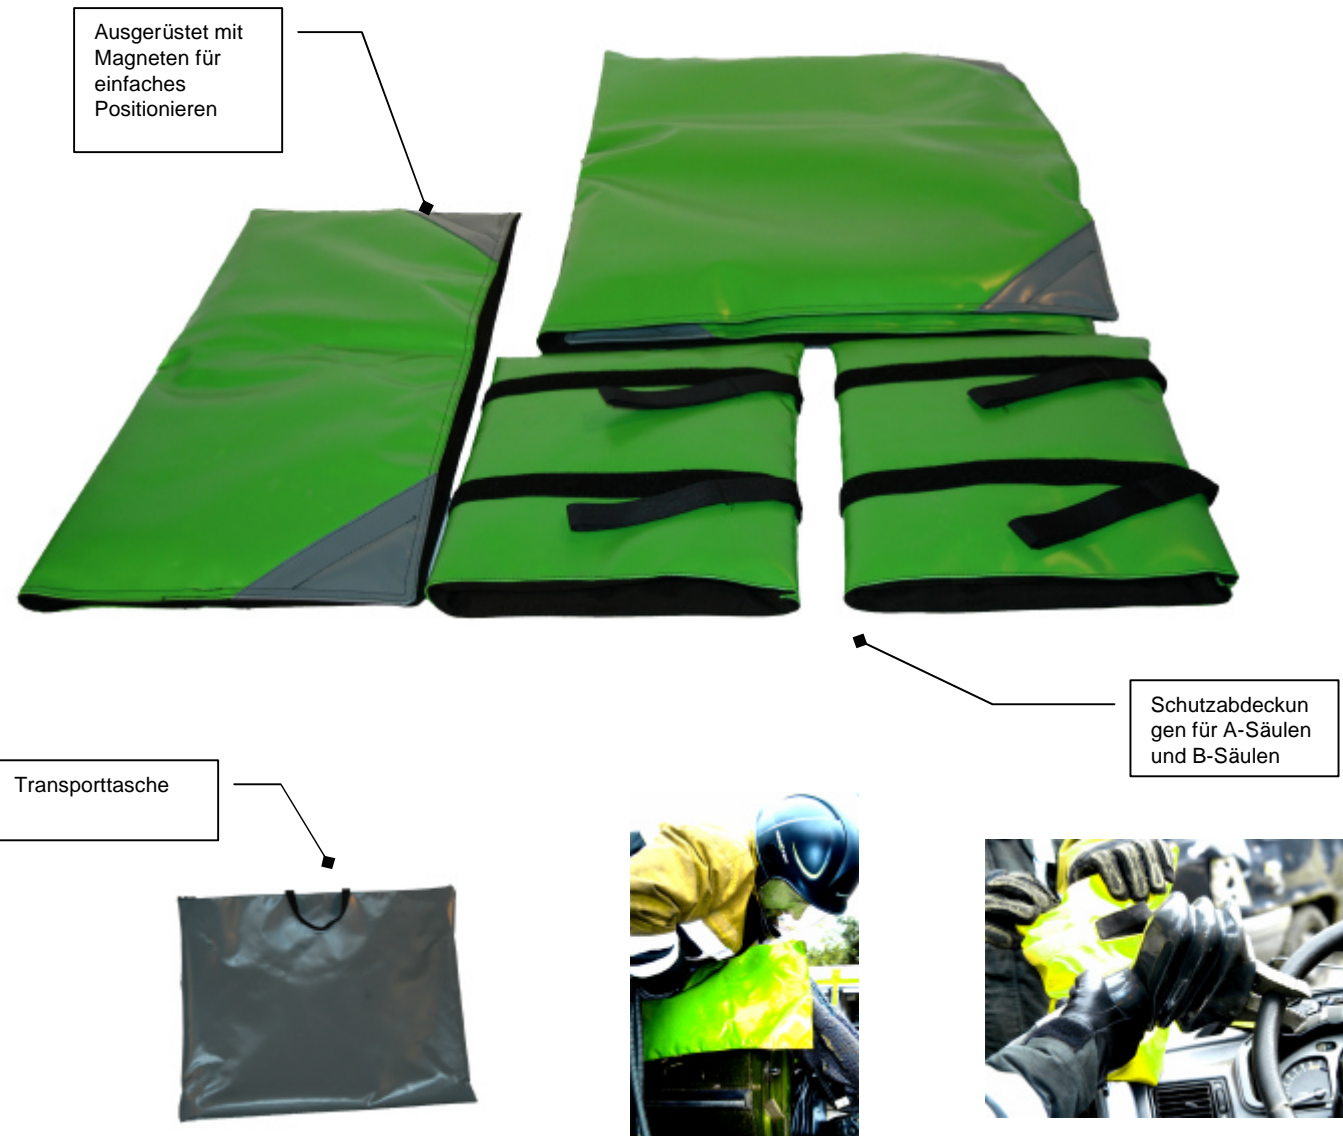 Ausgerüstet mit
Magneten für
einfaches
Positionieren
Schutzabdeckun
gen für A-Säulen
und B-Säulen
Transporttasche